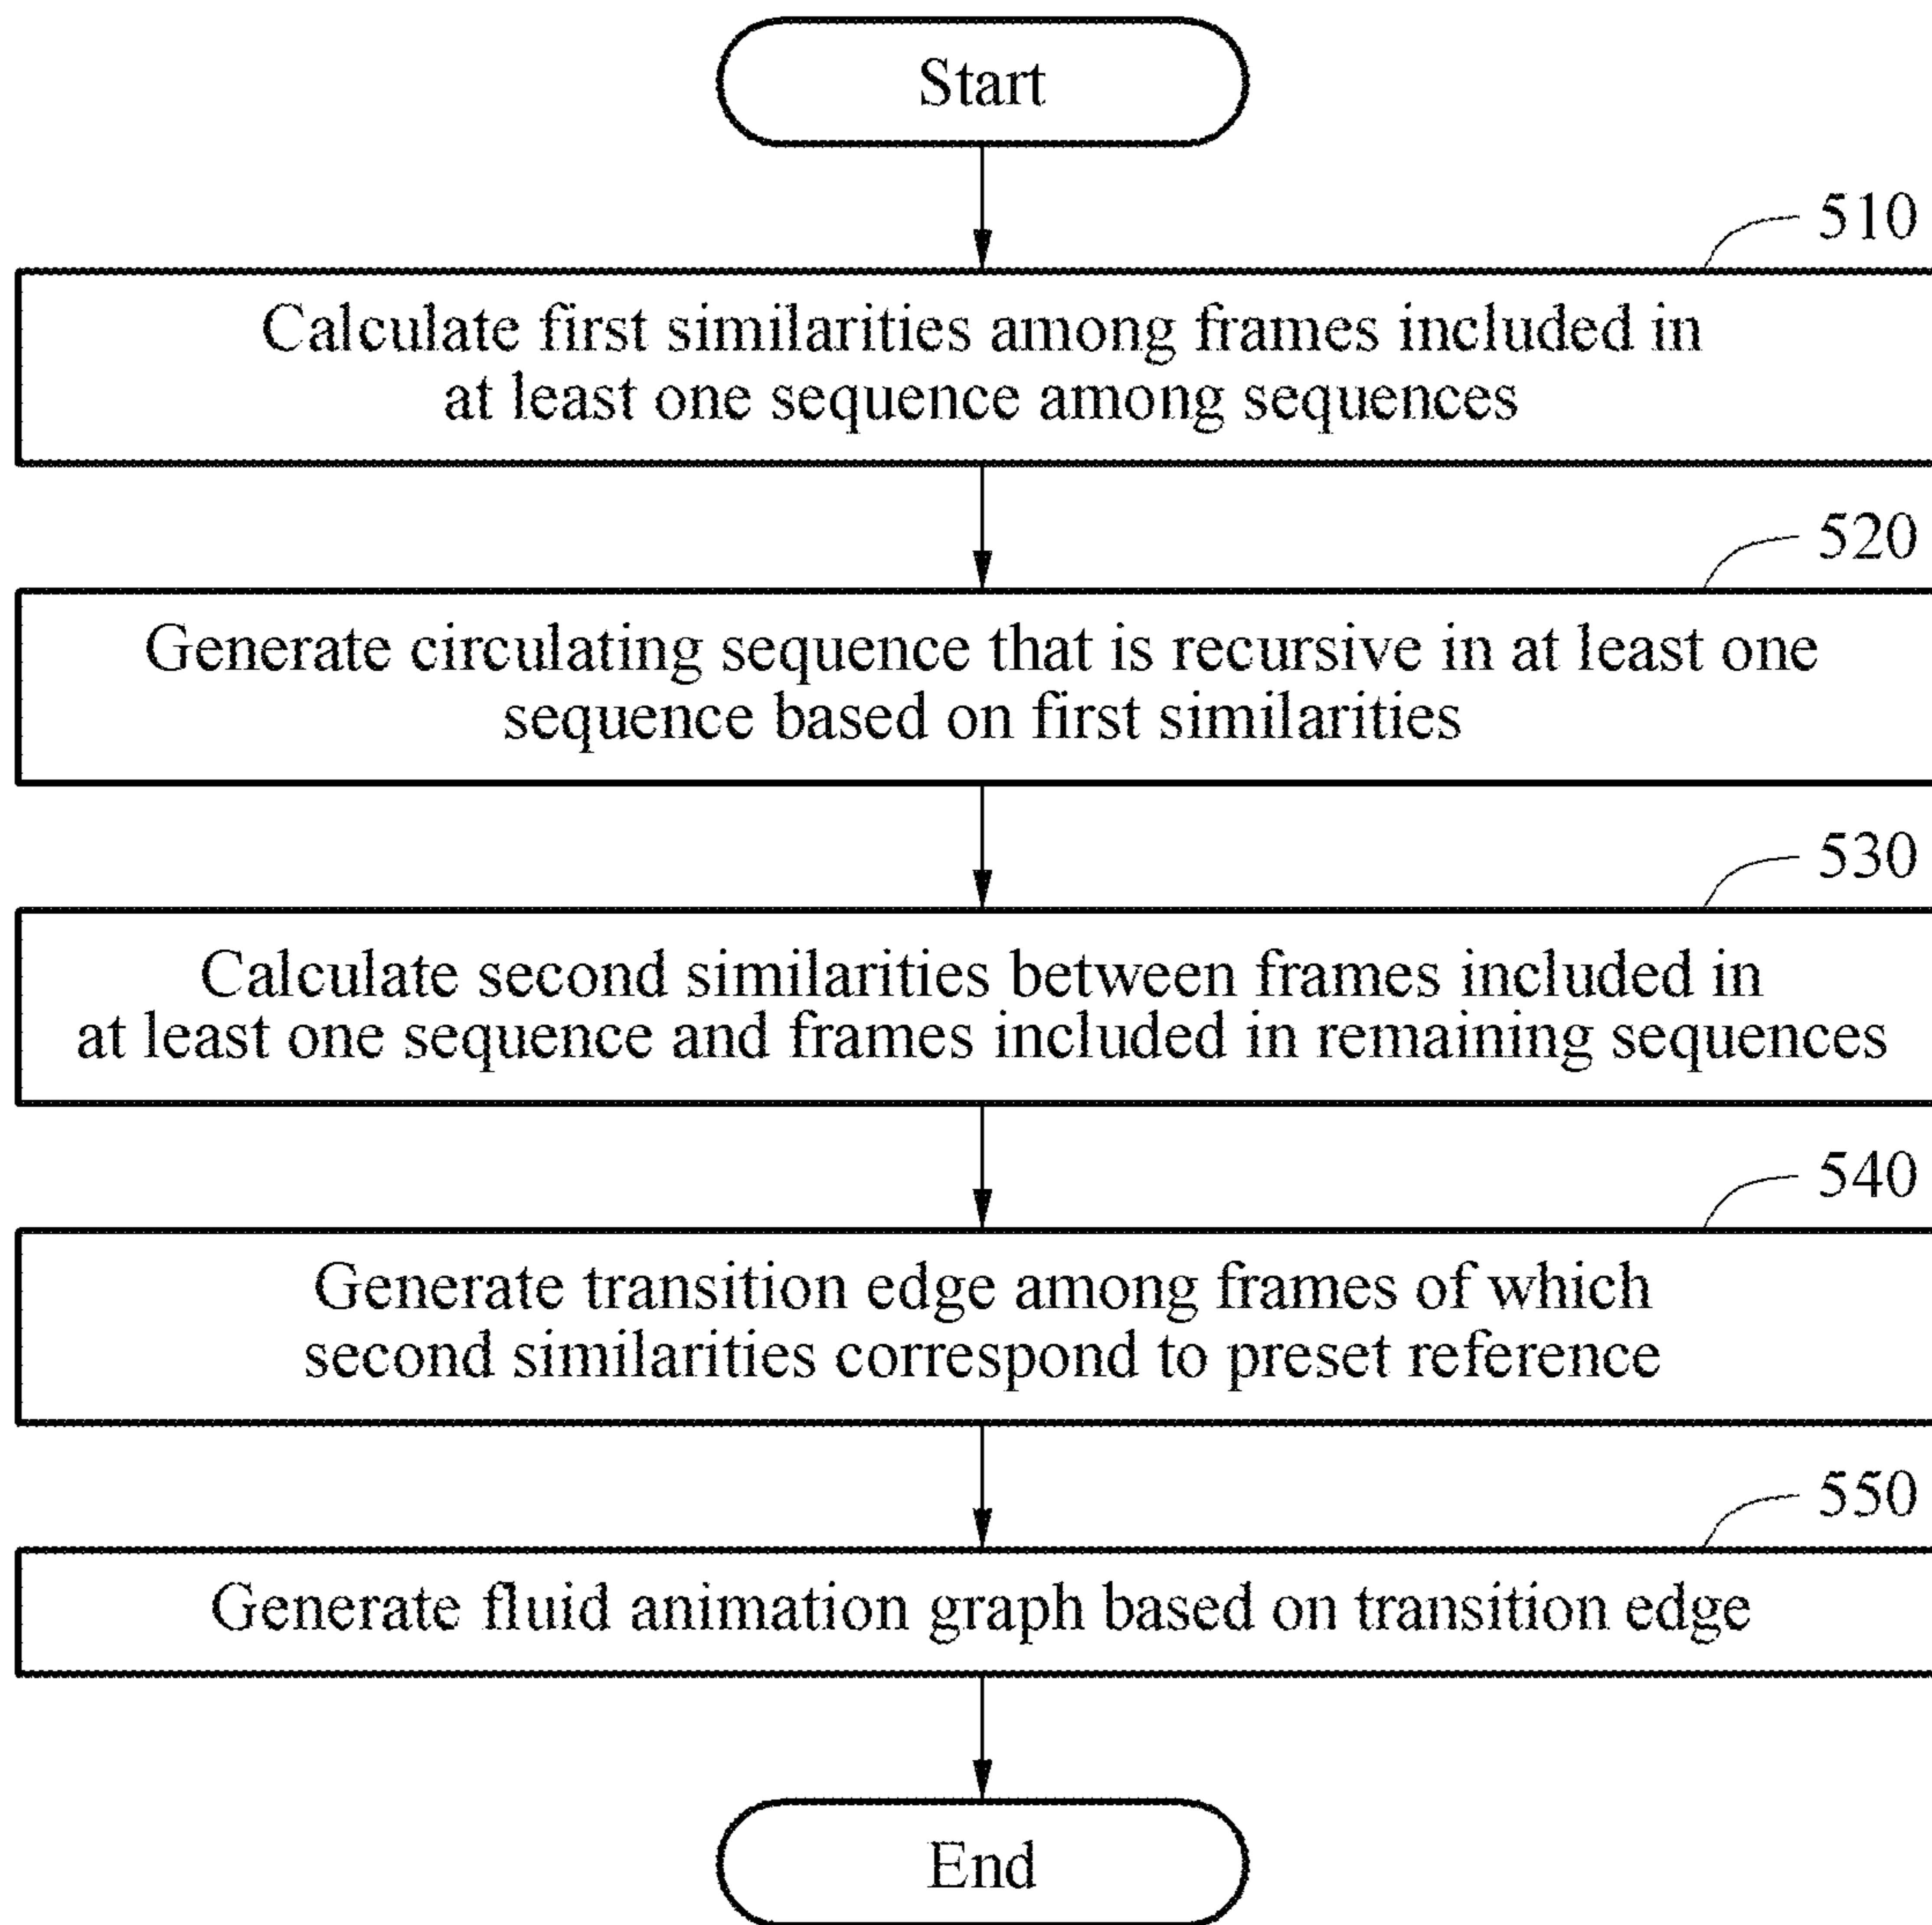 Start
510
Calculate first similarities among frames included in
at least one sequence among sequences
520
Generate circulating sequence that is recursive in at least one
sequence based on first similarities
530
Calculate second similarities between frames included in
at least one sequence and frames included in remaining sequences
540
Generate transition edge among frames of which
second similarities correspond to preset reference
550
Generate fluid animation graph based on transition edge
End